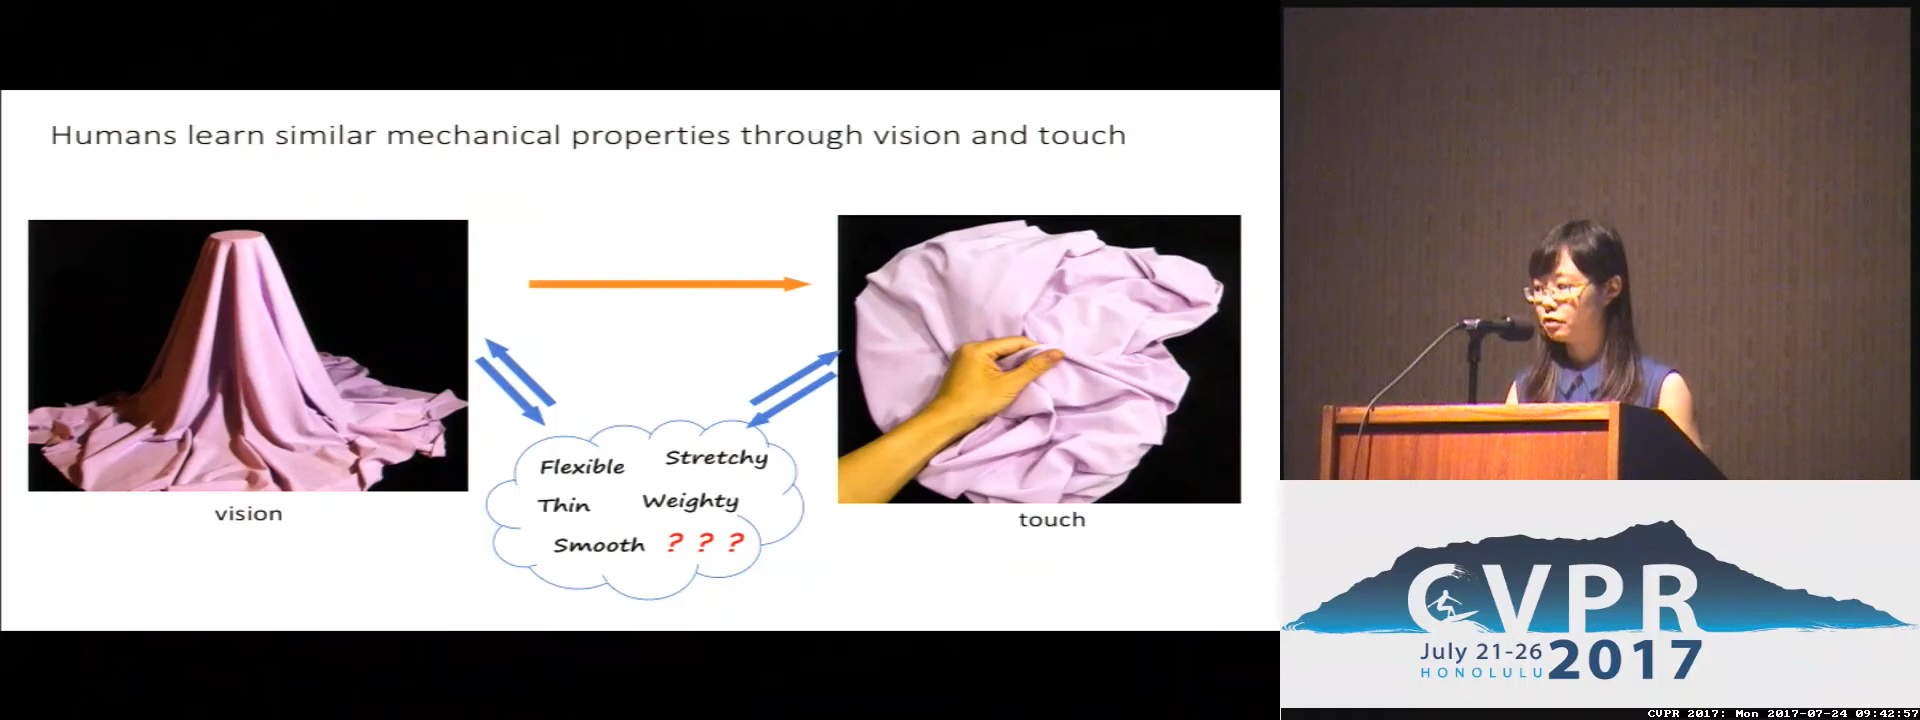 Humans learn similar mechanical properties through vision and touch
Flexible
Stretchy
Thin
Weighty
Smooth
? ? ?
vision
touch
CVPR
July 21-26
HONOLULU
2017
CVPR 2017: Mon 2017-07-24 09:42:57